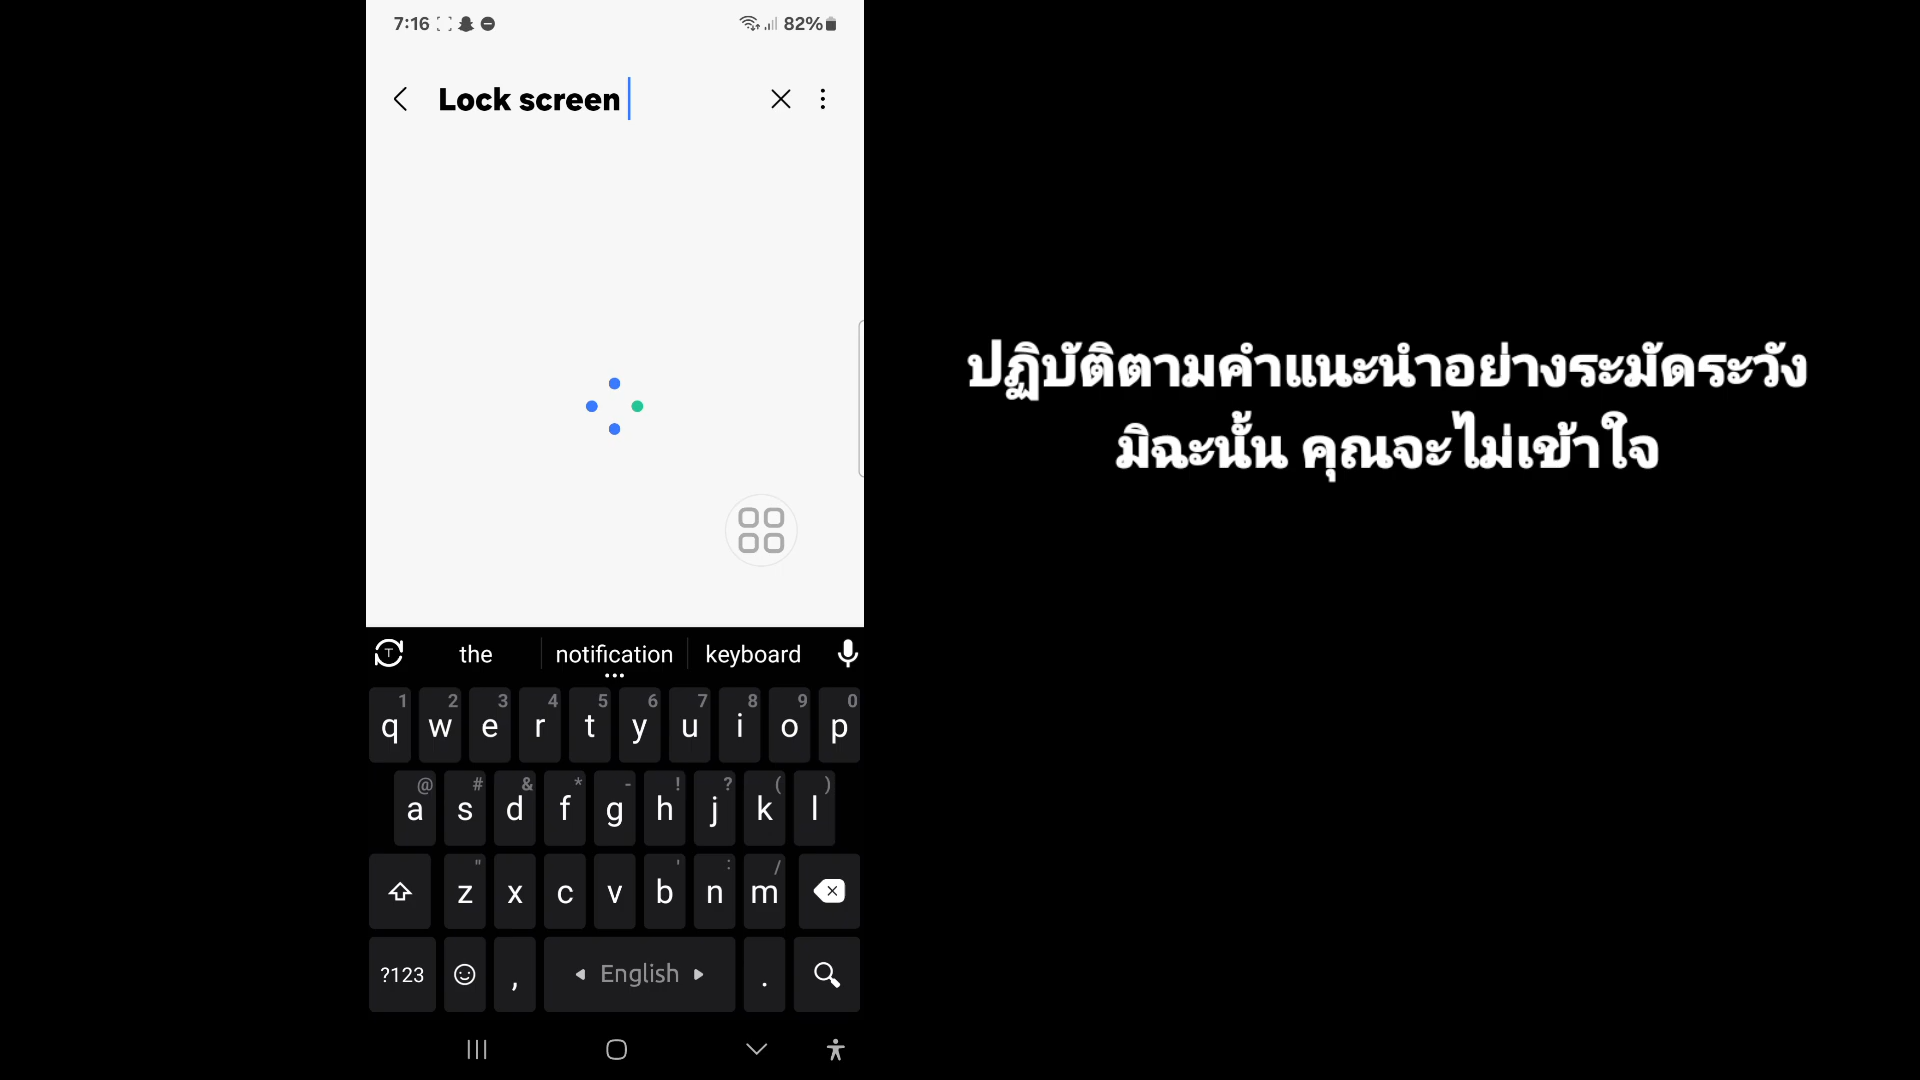 7:16 82%
Lock screen
ปฏิบัติตามคำแนะนำอย่างระมัดระวัง
มิฉะนั้น คุณจะไม่เข้าใจ
T the notification keyboard
1 2 3 4 5 6 7 8 9 0
q w e r t y u i o p
@ # & * - ! ? ( )
a s d f g h j k l
" ' : /
z x c v b n m
?123 , English .